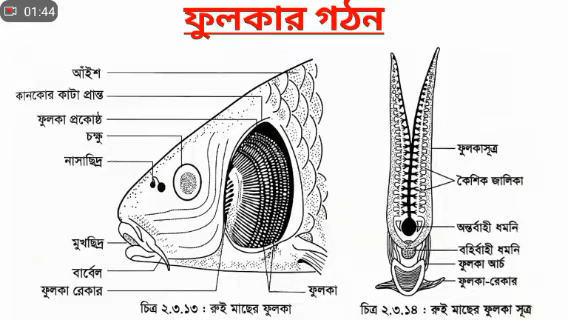 01:44
ফুলকার গঠন
আঁইশ
কানকোর কাটা প্রান্ত
ফুলকা প্রকোষ্ঠ
চক্ষু
নাসাছিদ্র
মুখছিদ্র
বার্বেল
ফুলকা রেকার
ফুলকা
চিত্র ২.৩.১৩ : রুই মাছের ফুলকা
ফুলকাসূত্র
কৈশিক জালিকা
অন্তর্বাহী ধমনি
বহির্বাহী ধমনি
ফুলকা আর্চ
ফুলকা-রেকার
চিত্র ২.৩.১৪ : রুই মাছের ফুলকা সূত্র